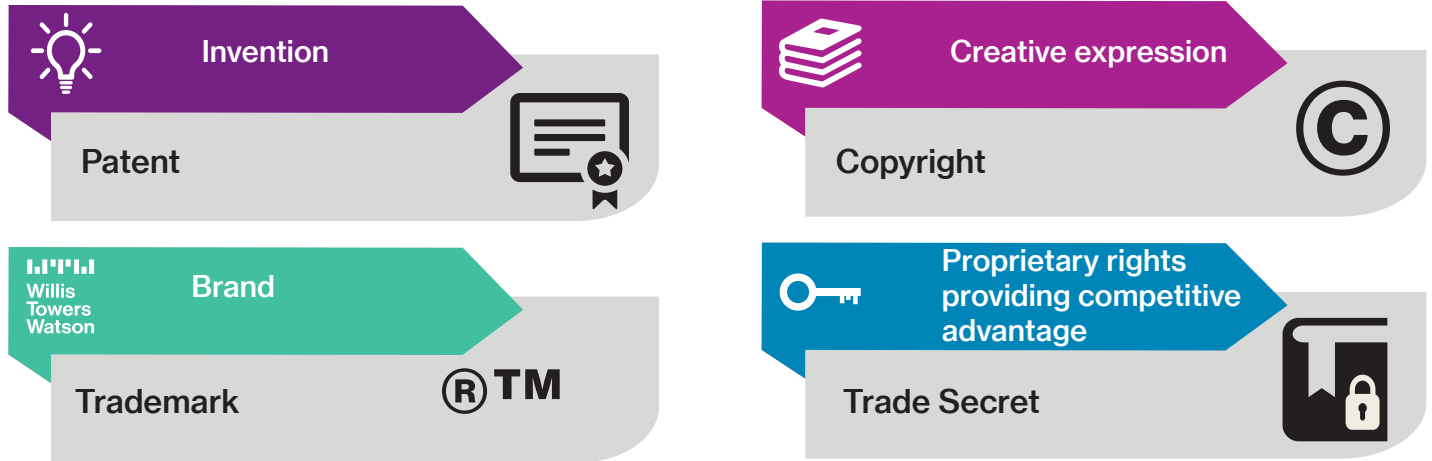 Invention
Patent
Creative expression
Copyright
©
Willis
Towers
Watson
Brand
Trademark
® TM
Proprietary rights
providing competitive
advantage
Trade Secret